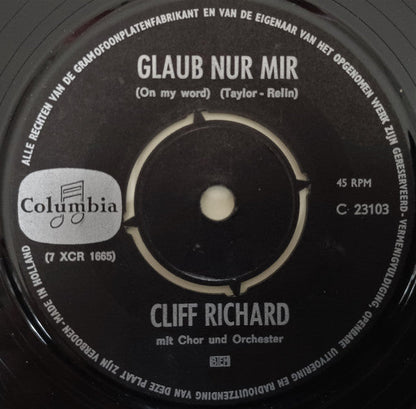 ALLE RECHTEN VAN DE GRAMOFOONPLATENFABRIKANT EN VAN DE EIGENAAR VAN HET OPGENOMEN WERK ZIJN GERESERVEERD-VERMENIGVULDIGING, OPENBARE UITVOERING EN RADIOUITZENDING VAN DEZE PLAAT ZIJN VERBODEN-MADE IN HOLLAND
GLAUB NUR MIR
(On my word) (Taylor - Relin)
Columbia
(7 XCR 1665)
45 RPM
C 23103
CLIFF RICHARD
mit Chor und Orchester
BIEM